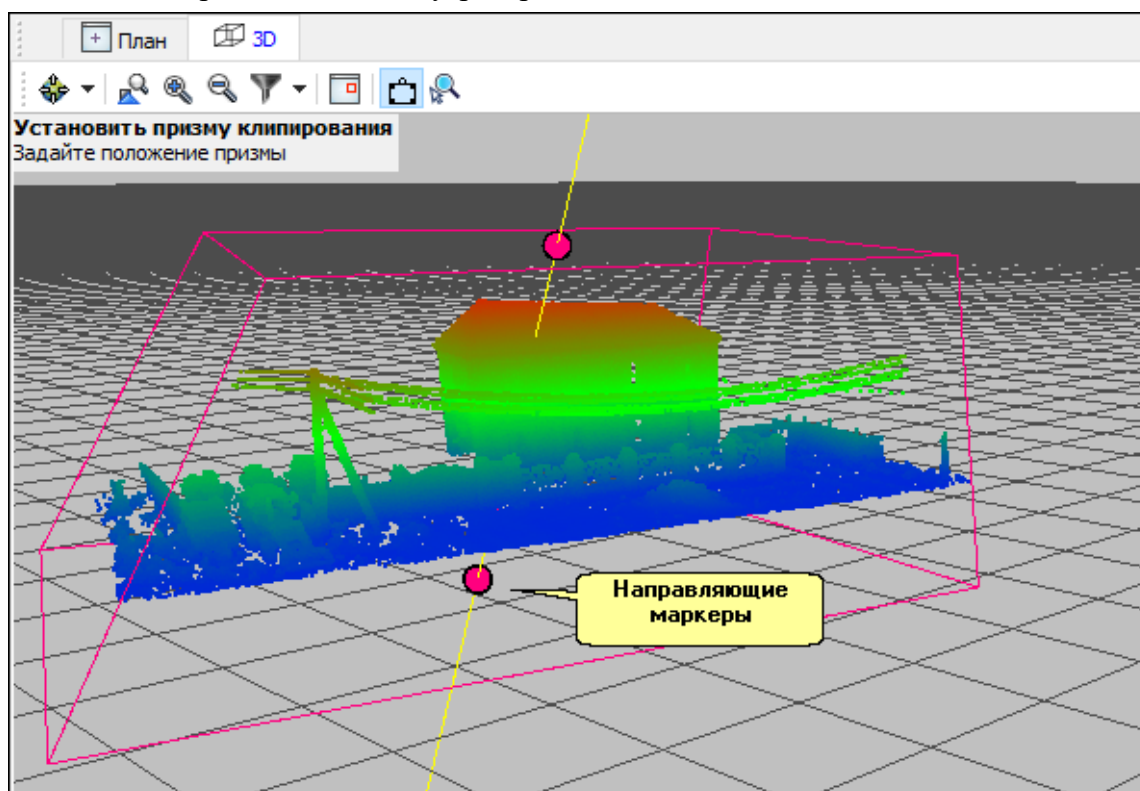 План
3D
Установить призму клипирования
Задайте положение призмы
Направляющие
маркеры